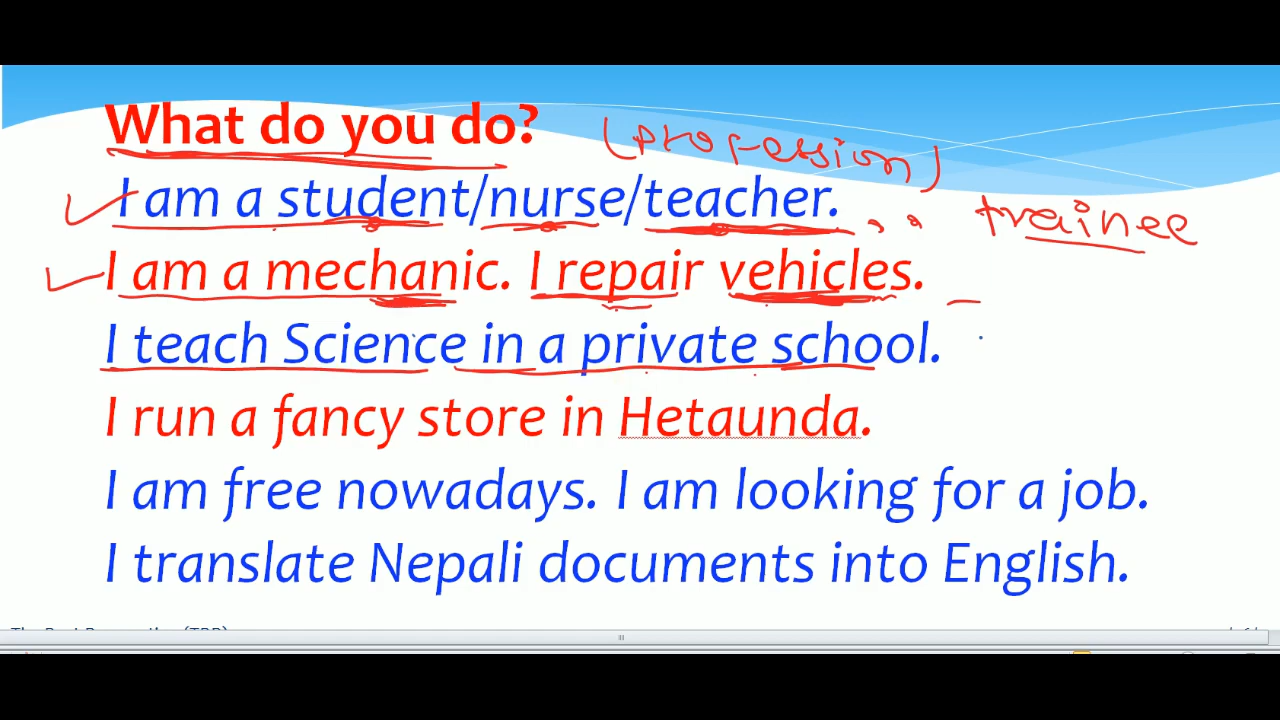 What do you do? (profession)
I am a student/nurse/teacher. , , trainee
I am a mechanic. I repair vehicles.
I teach Science in a private school.
I run a fancy store in Hetaunda.
I am free nowadays. I am looking for a job.
I translate Nepali documents into English.